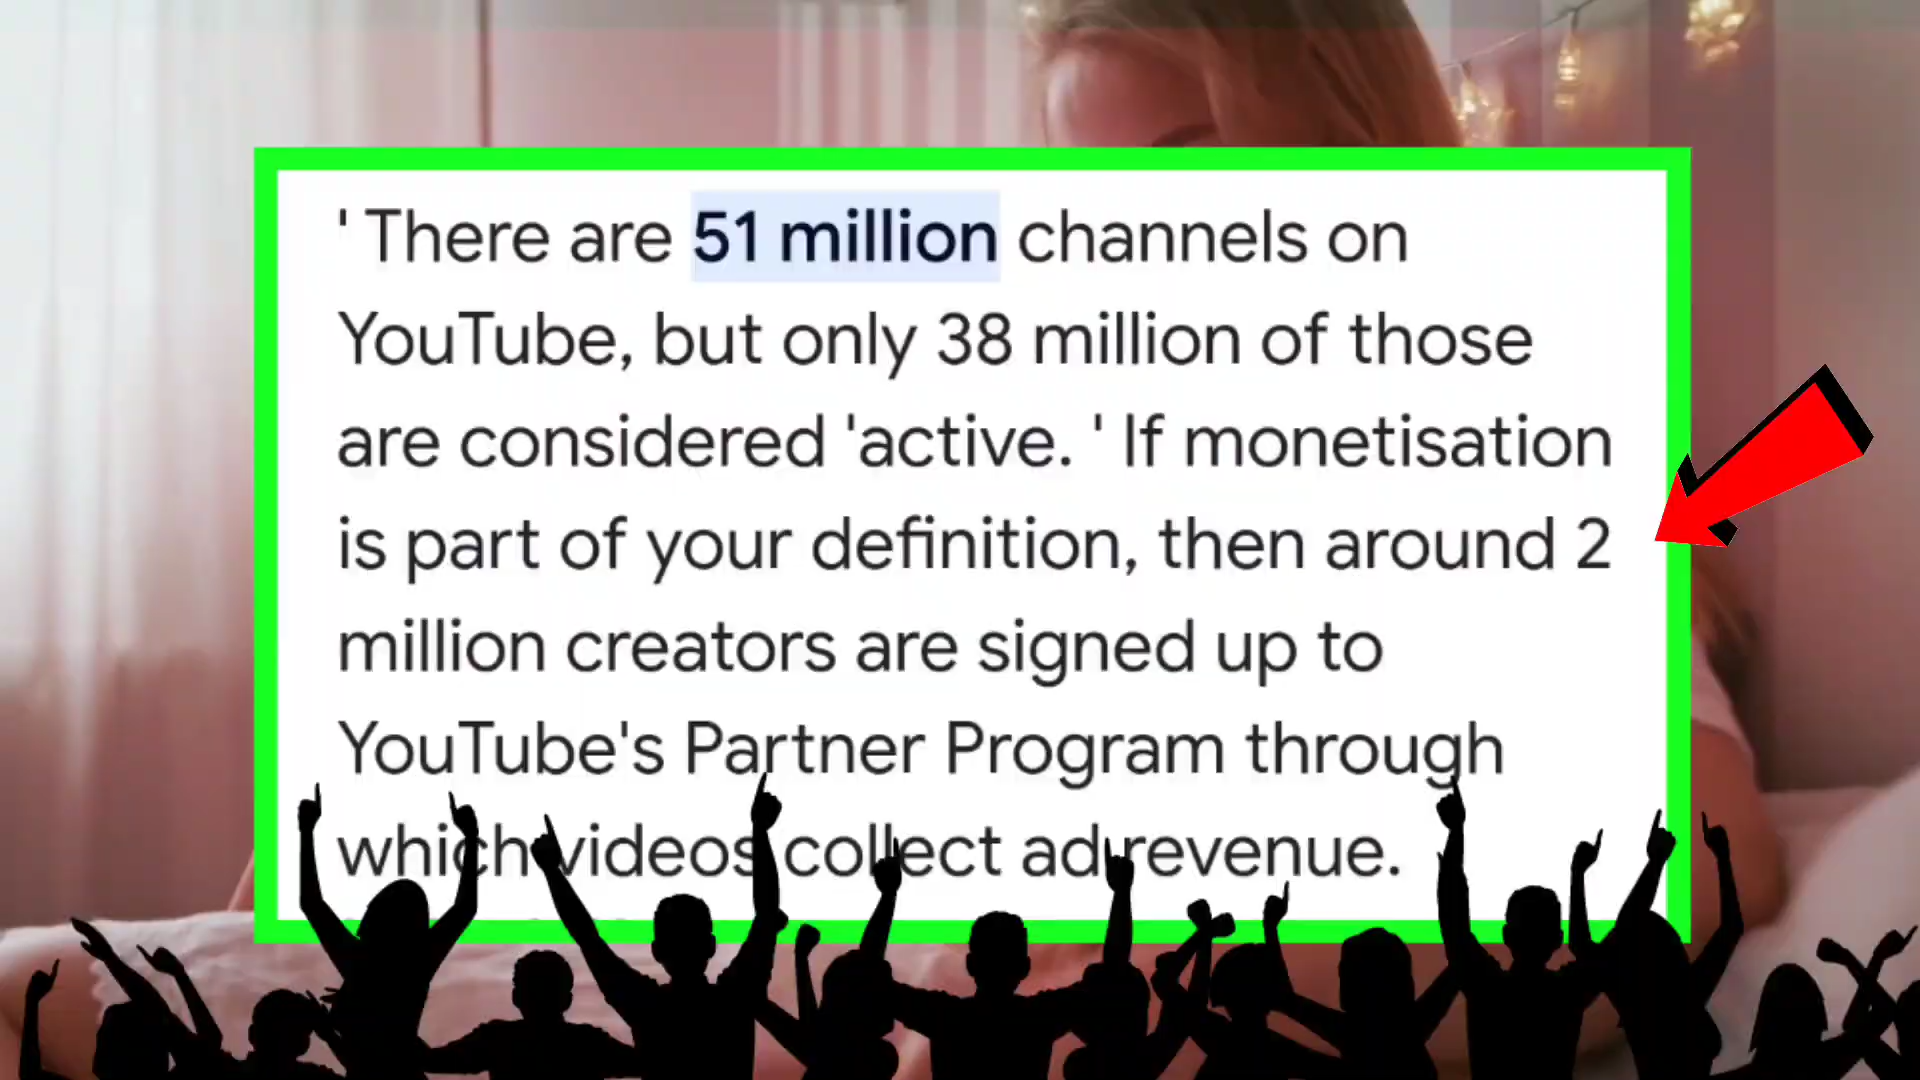 ' There are 51 million channels on
YouTube, but only 38 million of those
are considered 'active. ' If monetisation
is part of your definition, then around 2
million creators are signed up to
YouTube's Partner Program through
which videos collect ad revenue.